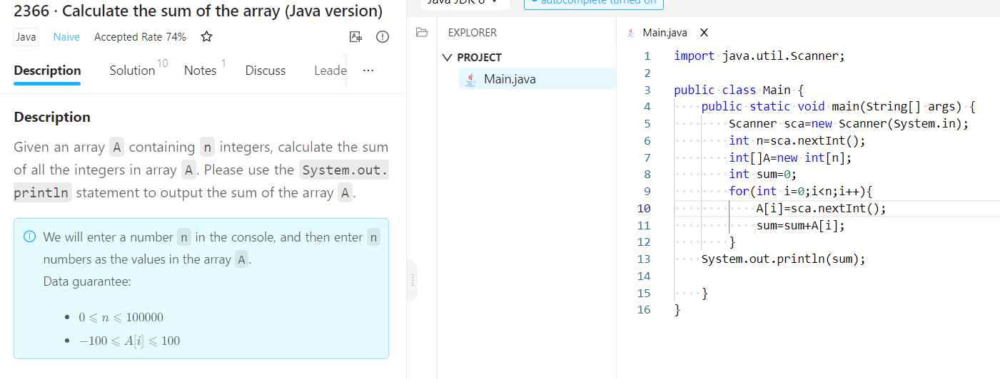 2366 · Calculate the sum of the array (Java version)
Java Naive Accepted Rate 74%
Description Solution 10 Notes 1 Discuss Leade ...
Description
Given an array A containing n integers, calculate the sum
of all the integers in array A. Please use the System.out.
println statement to output the sum of the array A.
We will enter a number n in the console, and then enter n
numbers as the values in the array A.
Data guarantee:
• 0 ⩽ n ⩽ 100000
• −100 ⩽ A[i] ⩽ 100
Java JDK 8 autocomplete turned on
EXPLORER
PROJECT
Main.java
Main.java X
1 import java.util.Scanner;
2
3 public class Main {
4 public static void main(String[] args) {
5 Scanner sca=new Scanner(System.in);
6 int n=sca.nextInt();
7 int[]A=new int[n];
8 int sum=0;
9 for(int i=0;i<n;i++){
10 A[i]=sca.nextInt();
11 sum=sum+A[i];
12 }
13 System.out.println(sum);
14
15 }
16 }